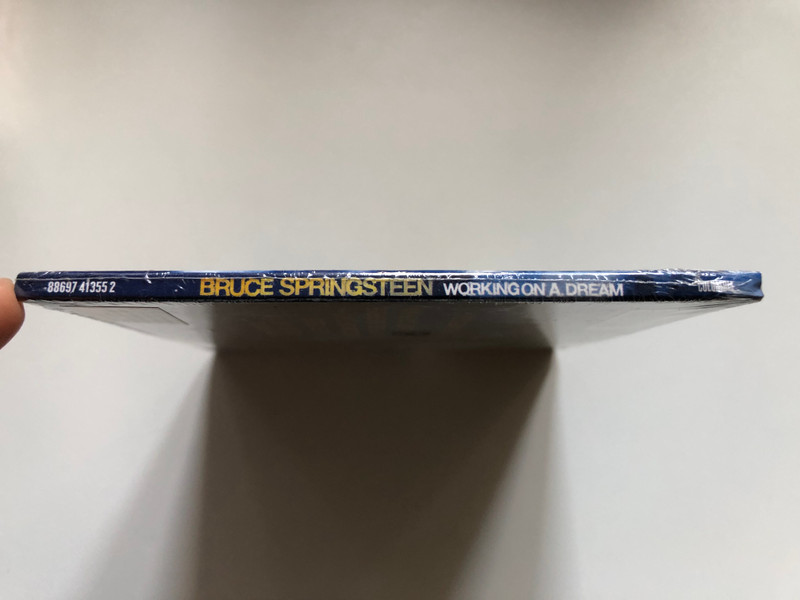 88697 41355 2 BRUCE SPRINGSTEEN WORKING ON A DREAM